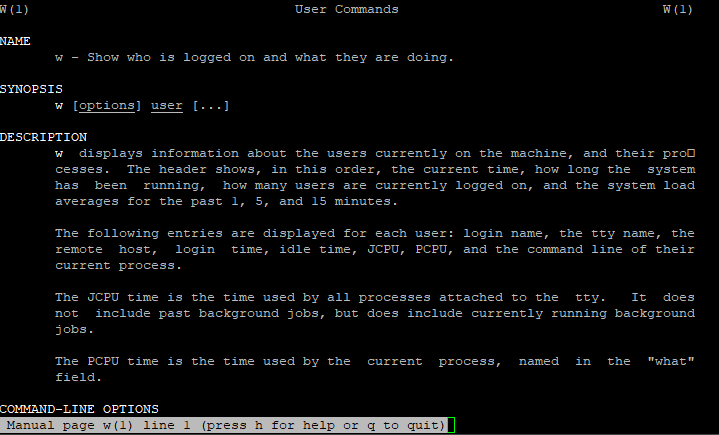 W(1) User Commands W(1)
NAME
w - Show who is logged on and what they are doing.
SYNOPSIS
w [options] user [...]
DESCRIPTION
w displays information about the users currently on the machine, and their pro□
cesses. The header shows, in this order, the current time, how long the system
has been running, how many users are currently logged on, and the system load
averages for the past 1, 5, and 15 minutes.
The following entries are displayed for each user: login name, the tty name, the
remote host, login time, idle time, JCPU, PCPU, and the command line of their
current process.
The JCPU time is the time used by all processes attached to the tty. It does
not include past background jobs, but does include currently running background
jobs.
The PCPU time is the time used by the current process, named in the "what"
field.
COMMAND-LINE OPTIONS
Manual page w(1) line 1 (press h for help or q to quit)